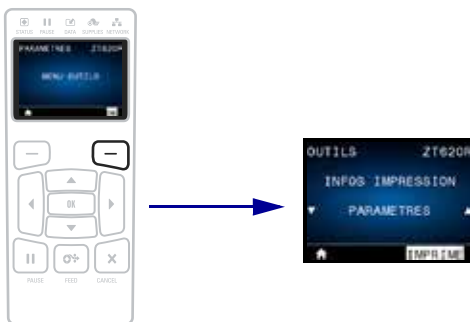 STATUS PAUSE DATA SUPPLIES NETWORK
PARAMETRES ZT620R
MENU OUTILS
OK
PAUSE FEED CANCEL
OUTILS ZT620R
INFOS IMPRESSION
PARAMETRES
IMPRIME